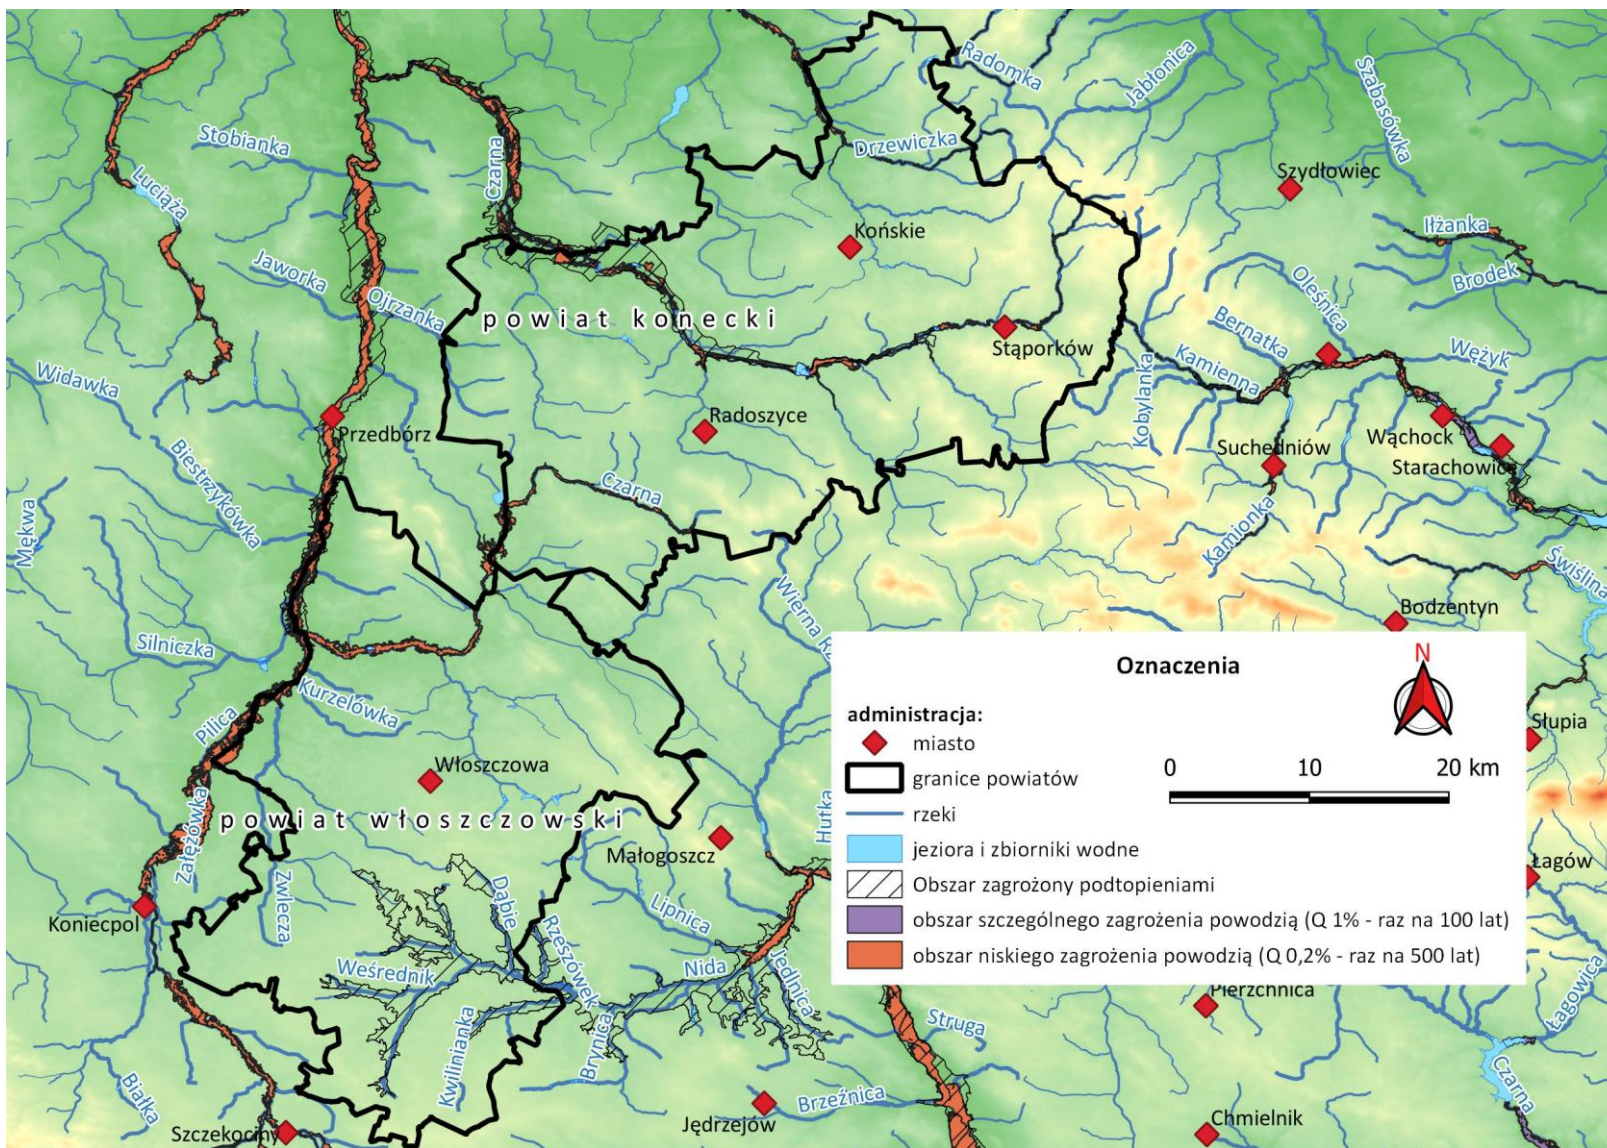 Radomka
Jabłonica
Szabasówka
Stobianka
Czarna
Drzewiczka
Szydłowiec
Luciąża
Końskie
Iłżanka
Jaworka
Ojrzanka
Oleśnica
Brodek
powiat konecki
Bernatka
Stąporków
Wężyk
Widawka
Kamienna
Kobylanka
Radoszyce
Przedbórz
Wąchock
Suchedniów
Starachowice
Biestrzykówka
Czarna
Mękwa
Kamionka
Świślina
Wierna R
Bodzentyn
Silniczka
Oznaczenia
N
Kurzelówka
Pilica
administracja:
Słupia
miasto
Włoszczowa
granice powiatów
0 10 20 km
Hutka
rzeki
powiat włoszczowski
Załężówka
Małogoszcz
jeziora i zbiorniki wodne
Łagów
Obszar zagrożony podtopieniami
Dąbie
Zwlecza
Lipnica
Koniecpol
obszar szczególnego zagrożenia powodzią (Q 1% - raz na 100 lat)
obszar niskiego zagrożenia powodzią (Q 0,2% - raz na 500 lat)
Rzeszówek
Weśrednik
Nida
Jedlnica
Pierzchnica
Łagowica
Struga
Kwilinianka
Brynica
Białka
Brzeźnica
Czarna
Szczekociny
Jędrzejów
Chmielnik